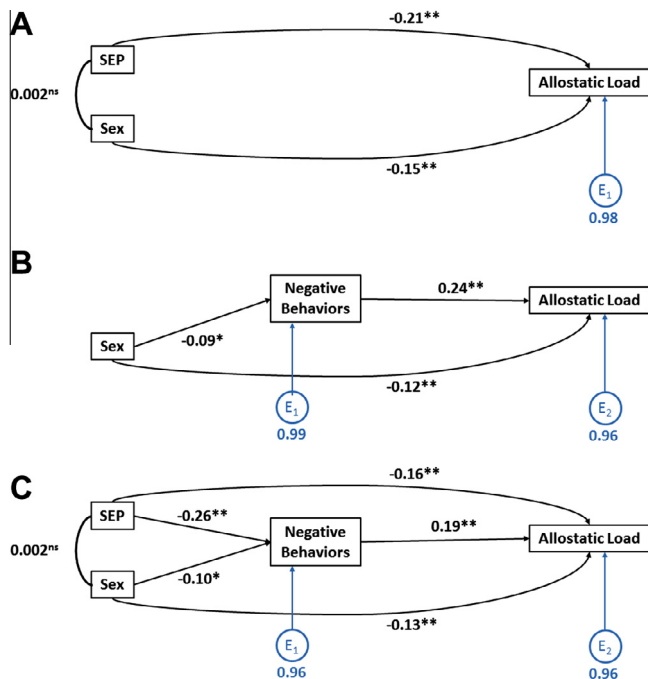 A
-0.21**
SEP
0.002ns
Allostatic Load
Sex
-0.15**
E1
0.98
B
Negative
Behaviors
0.24**
Allostatic Load
Sex
-0.09*
-0.12**
E1
0.99
E2
0.96
C
-0.16**
SEP
-0.26**
0.002ns
Negative
Behaviors
0.19**
Allostatic Load
Sex
-0.10*
-0.13**
E1
0.96
E2
0.96